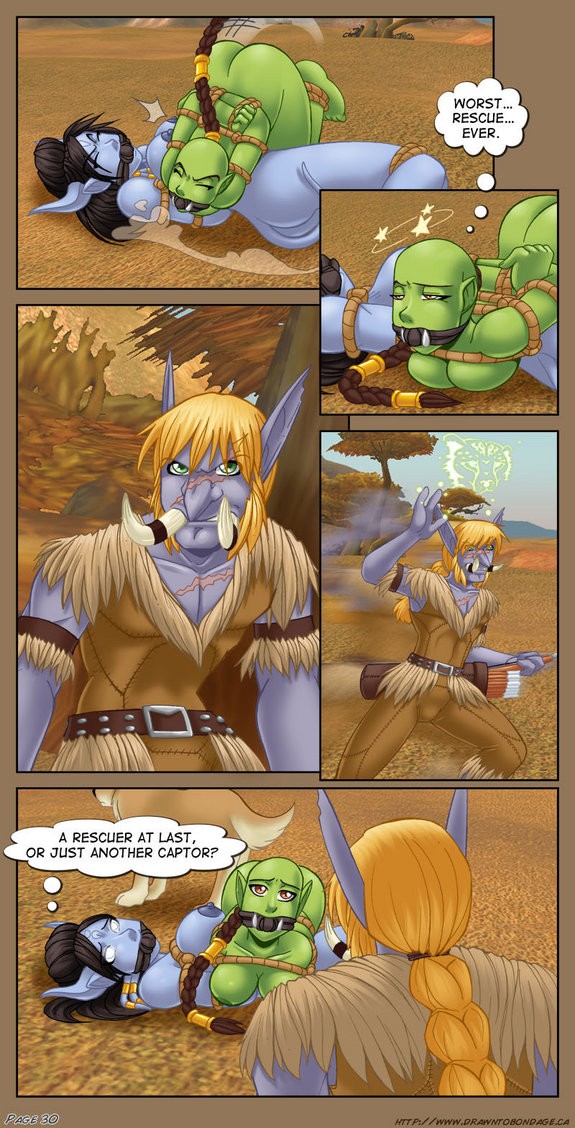 WORST...
RESCUE...
EVER.
A RESCUER AT LAST,
OR JUST ANOTHER CAPTOR?
PAGE 30
HTTP://WWW.DRAWNTOBONDAGE.CA